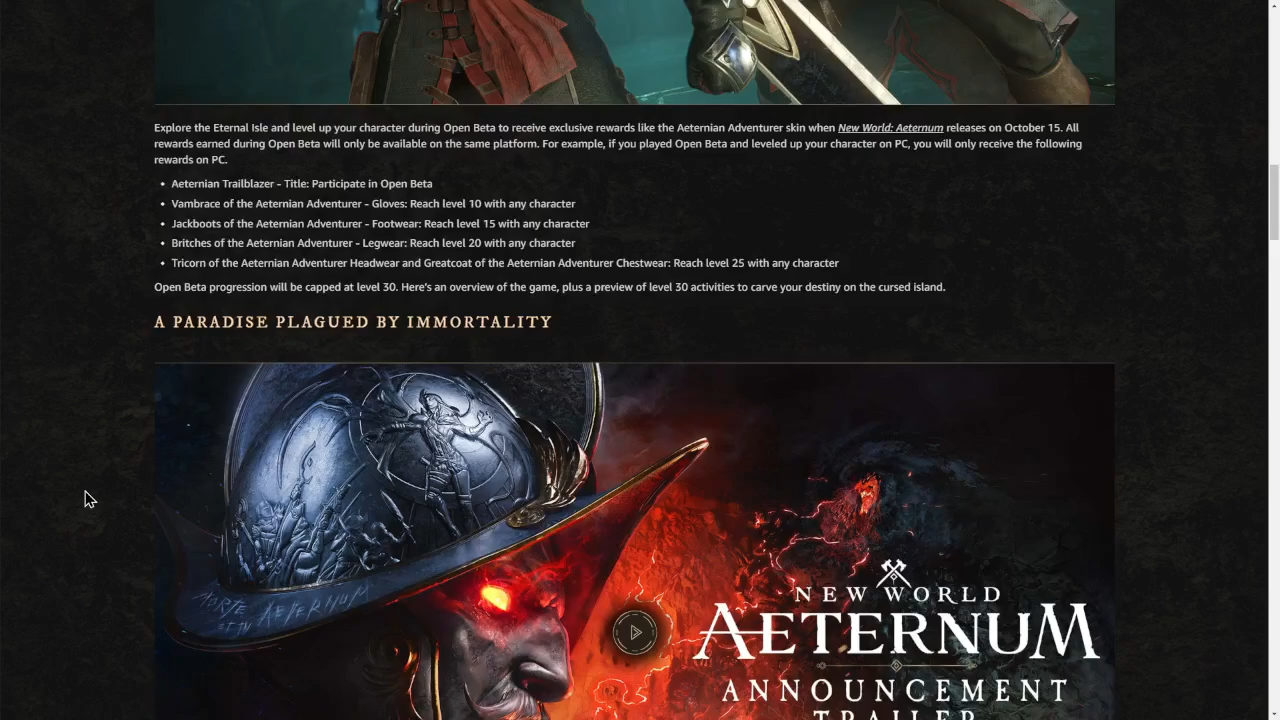 Explore the Eternal Isle and level up your character during Open Beta to receive exclusive rewards like the Aeternian Adventurer skin when New World: Aeternum releases on October 15. All
rewards earned during Open Beta will only be available on the same platform. For example, if you played Open Beta and leveled up your character on PC, you will only receive the following
rewards on PC.
• Aeternian Trailblazer - Title: Participate in Open Beta
• Vambrace of the Aeternian Adventurer - Gloves: Reach level 10 with any character
• Jackboots of the Aeternian Adventurer - Footwear: Reach level 15 with any character
• Britches of the Aeternian Adventurer - Legwear: Reach level 20 with any character
• Tricorn of the Aeternian Adventurer Headwear and Greatcoat of the Aeternian Adventurer Chestwear: Reach level 25 with any character
Open Beta progression will be capped at level 30. Here's an overview of the game, plus a preview of level 30 activities to carve your destiny on the cursed island.
A PARADISE PLAGUED BY IMMORTALITY
NEW WORLD
AETERNUM
ANNOUNCEMENT
TRAILER